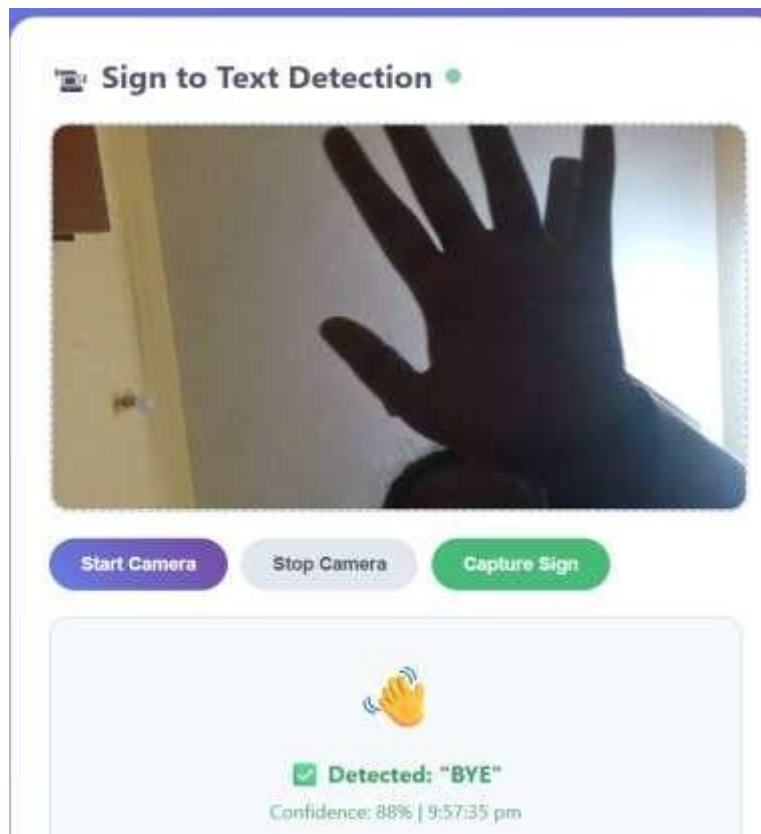 Sign to Text Detection
Start Camera Stop Camera Capture Sign
Detected: "BYE"
Confidence: 88% | 9:57:35 pm